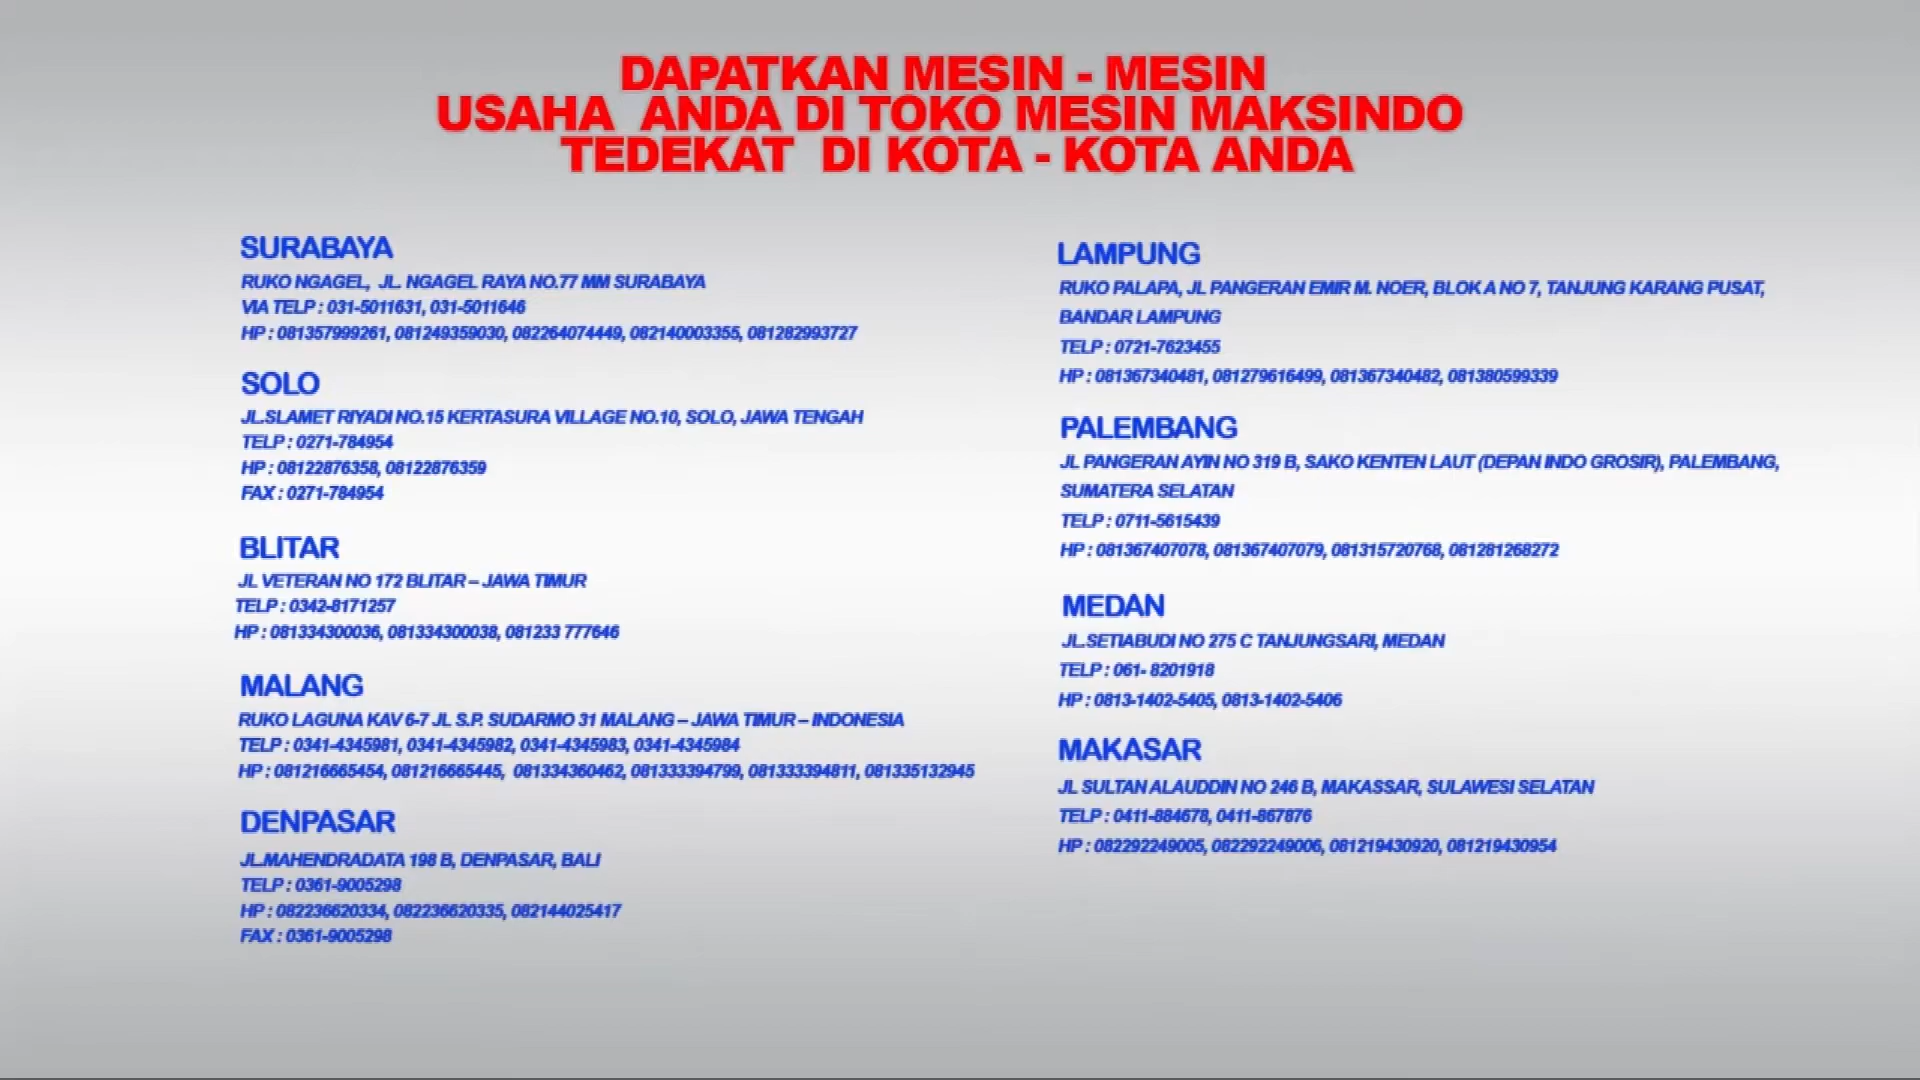 DAPATKAN MESIN - MESIN
USAHA ANDA DI TOKO MESIN MAKSINDO
TEDEKAT DI KOTA - KOTA ANDA
SURABAYA
RUKO NGAGEL, JL. NGAGEL RAYA NO.77 MM SURABAYA
VIA TELP : 031-5011631, 031-5011646
HP : 081357999261, 081249359030, 082264074449, 082140003355, 081282993727
SOLO
JL.SLAMET RIYADI NO.15 KERTASURA VILLAGE NO.10, SOLO, JAWA TENGAH
TELP : 0271-784954
HP : 08122876358, 08122876359
FAX : 0271-784954
BLITAR
JL VETERAN NO 172 BLITAR – JAWA TIMUR
TELP : 0342-8171257
HP : 081334300036, 081334300038, 081233 777646
MALANG
RUKO LAGUNA KAV 6-7 JL S.P. SUDARMO 31 MALANG – JAWA TIMUR – INDONESIA
TELP : 0341-4345981, 0341-4345982, 0341-4345983, 0341-4345984
HP : 081216665454, 081216665445, 081334360462, 081333394799, 081333394811, 081335132945
DENPASAR
JL.MAHENDRADATA 198 B, DENPASAR, BALI
TELP : 0361-9005298
HP : 082236620334, 082236620335, 082144025417
FAX : 0361-9005298
LAMPUNG
RUKO PALAPA, JL PANGERAN EMIR M. NOER, BLOK A NO 7, TANJUNG KARANG PUSAT,
BANDAR LAMPUNG
TELP : 0721-7623455
HP : 081367340481, 081279616499, 081367340482, 081380599339
PALEMBANG
JL PANGERAN AYIN NO 319 B, SAKO KENTEN LAUT (DEPAN INDO GROSIR), PALEMBANG,
SUMATERA SELATAN
TELP : 0711-5615439
HP : 081367407078, 081367407079, 081315720768, 081281268272
MEDAN
JL.SETIABUDI NO 275 C TANJUNGSARI, MEDAN
TELP : 061- 8201918
HP : 0813-1402-5405, 0813-1402-5406
MAKASAR
JL SULTAN ALAUDDIN NO 246 B, MAKASSAR, SULAWESI SELATAN
TELP : 0411-884678, 0411-867876
HP : 082292249005, 082292249006, 081219430920, 081219430954